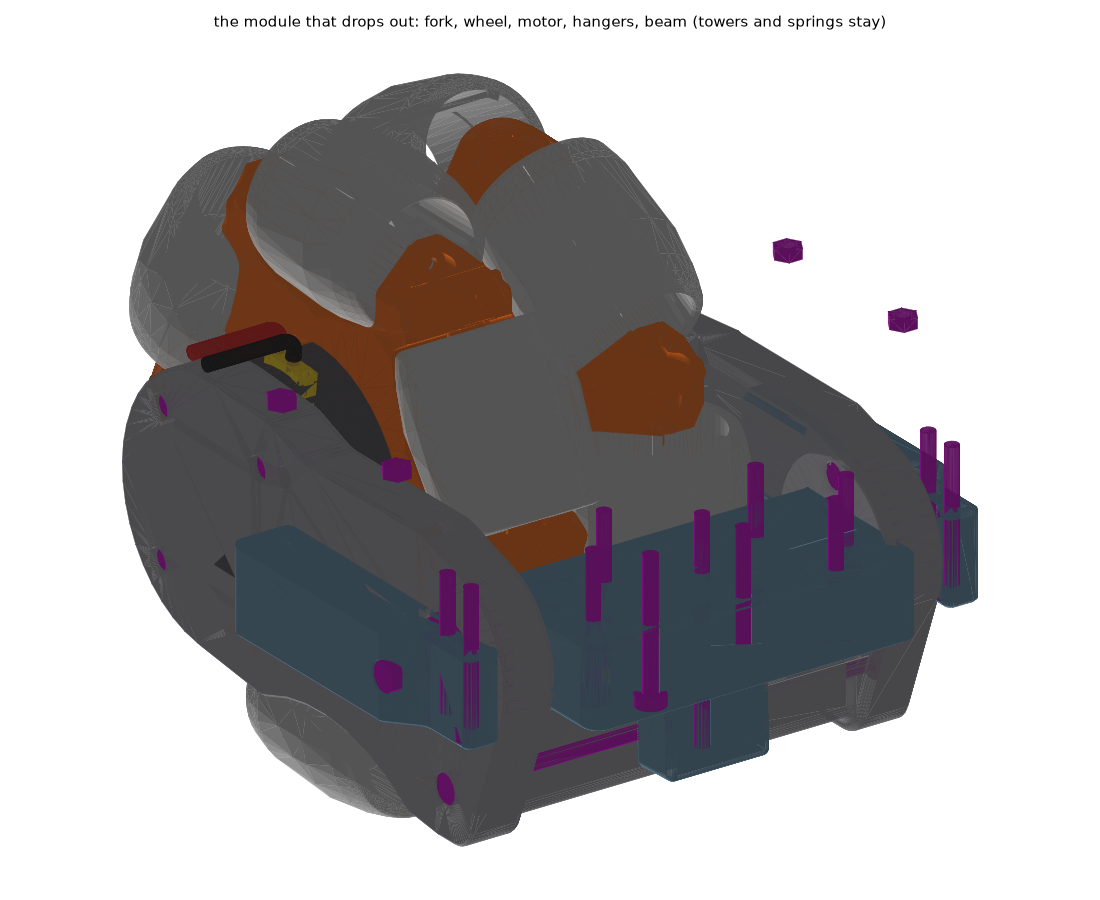 the module that drops out: fork, wheel, motor, hangers, beam (towers and springs stay)